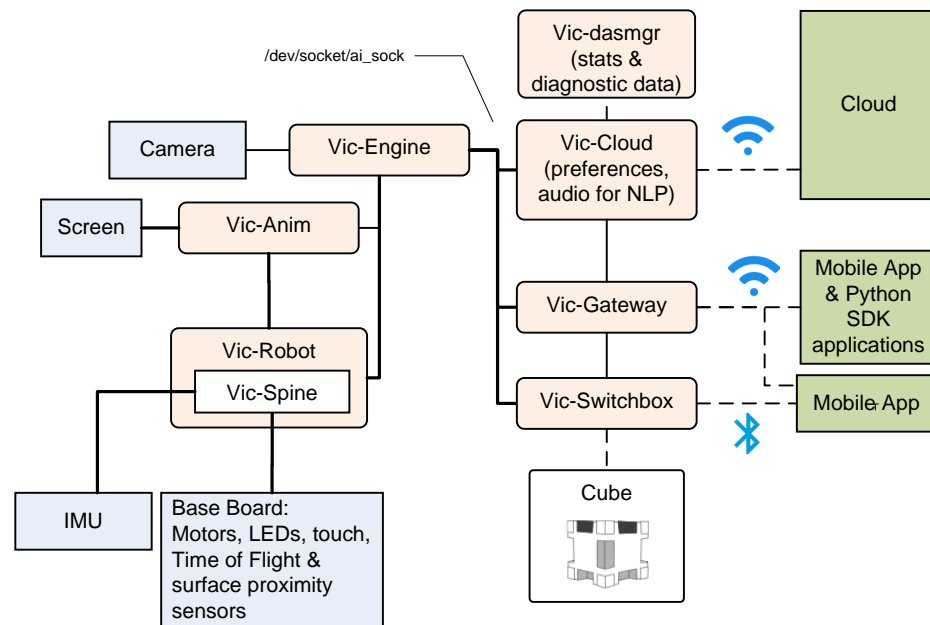 Vic-dasmgr
(stats &
diagnostic data)
/dev/socket/ai_sock
Cloud
Camera
Vic-Engine
Vic-Cloud
(preferences,
audio for NLP)
Screen
Vic-Anim
Mobile App
& Python
SDK
applications
Vic-Gateway
Vic-Robot
Vic-Spine
Vic-Switchbox
Mobile App
Cube
IMU
Base Board:
Motors, LEDs, touch,
Time of Flight &
surface proximity
sensors